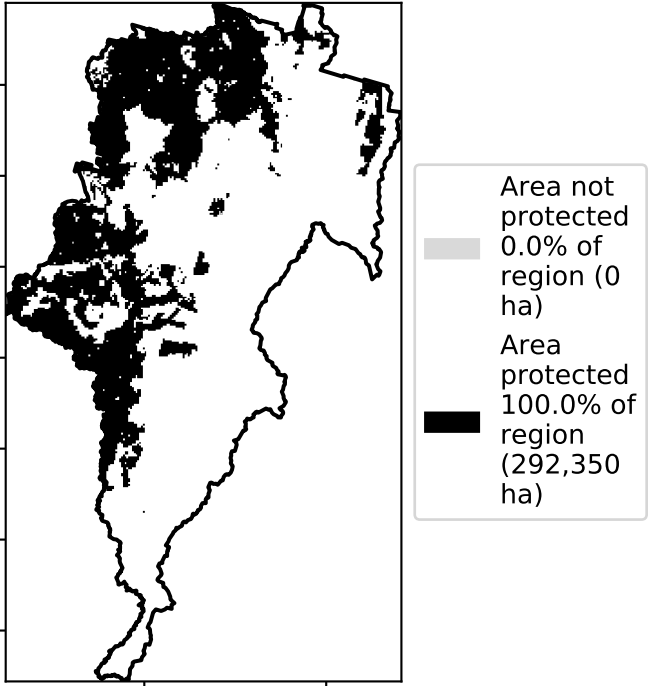 Area not
protected
0.0% of
region (0
ha)
Area
protected
100.0% of
region
(292,350
ha)